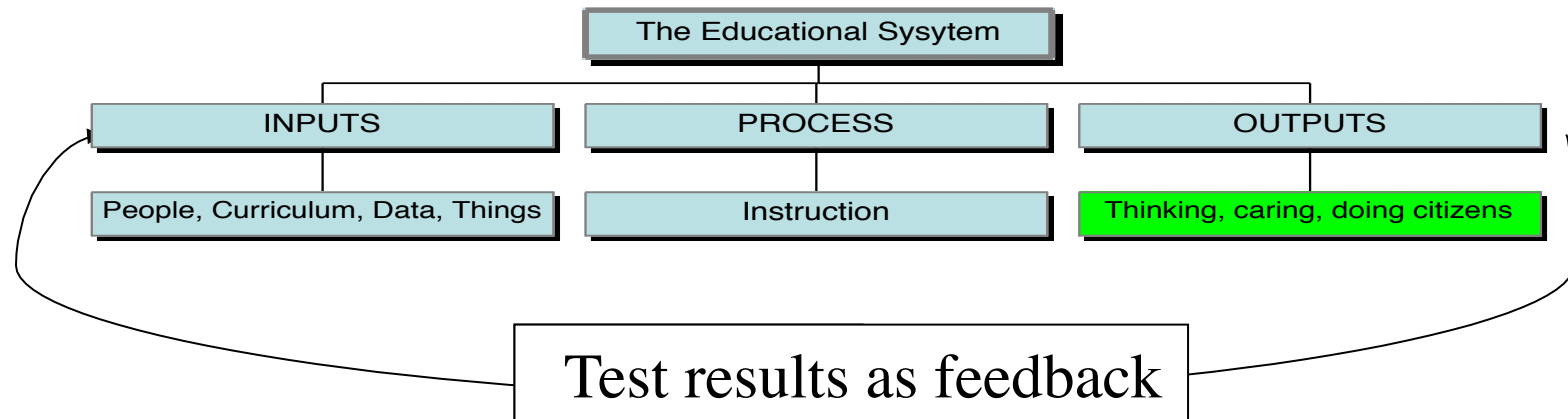 The Educational Sysytem
INPUTS
PROCESS
OUTPUTS
People, Curriculum, Data, Things
Instruction
Thinking, caring, doing citizens
Test results as feedback